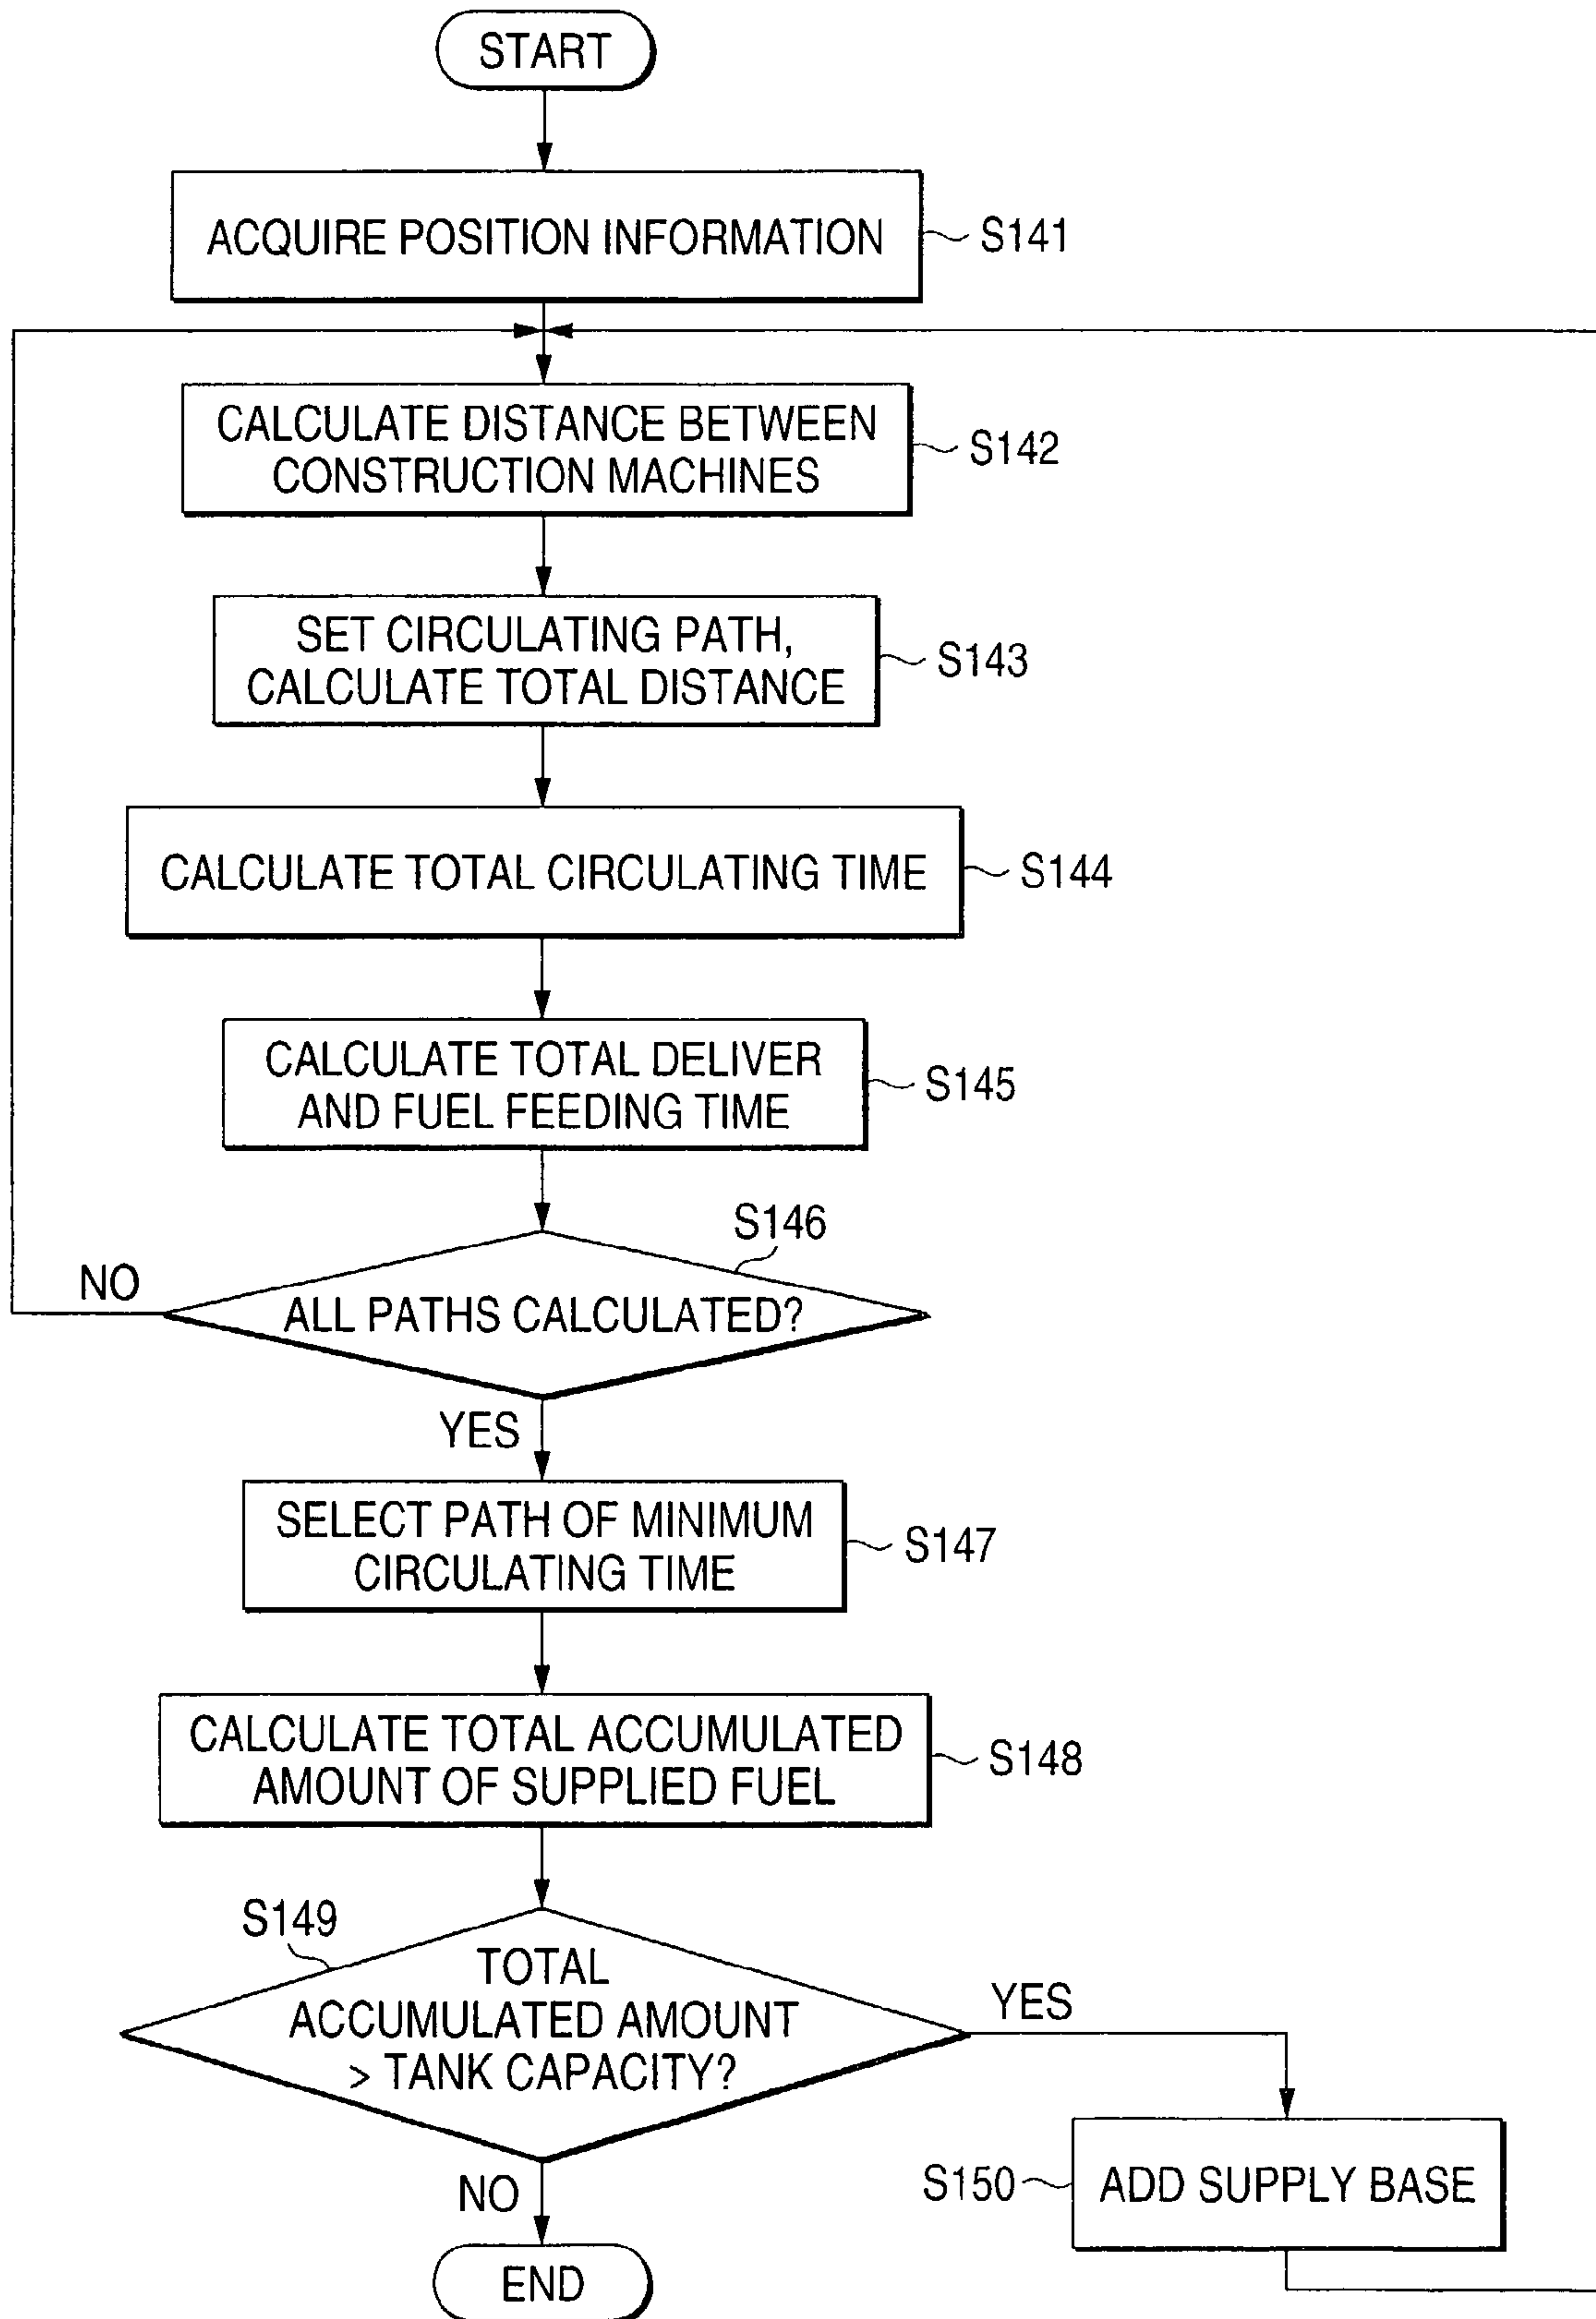 START
ACQUIRE POSITION INFORMATION
S141
CALCULATE DISTANCE BETWEEN
CONSTRUCTION MACHINES
S142
SET CIRCULATING PATH,
CALCULATE TOTAL DISTANCE
S143
CALCULATE TOTAL CIRCULATING TIME
S144
CALCULATE TOTAL DELIVER
AND FUEL FEEDING TIME
S145
S146
NO
ALL PATHS CALCULATED?
YES
SELECT PATH OF MINIMUM
CIRCULATING TIME
S147
CALCULATE TOTAL ACCUMULATED
AMOUNT OF SUPPLIED FUEL
S148
S149
TOTAL
ACCUMULATED AMOUNT
> TANK CAPACITY?
YES
NO
S150
ADD SUPPLY BASE
END